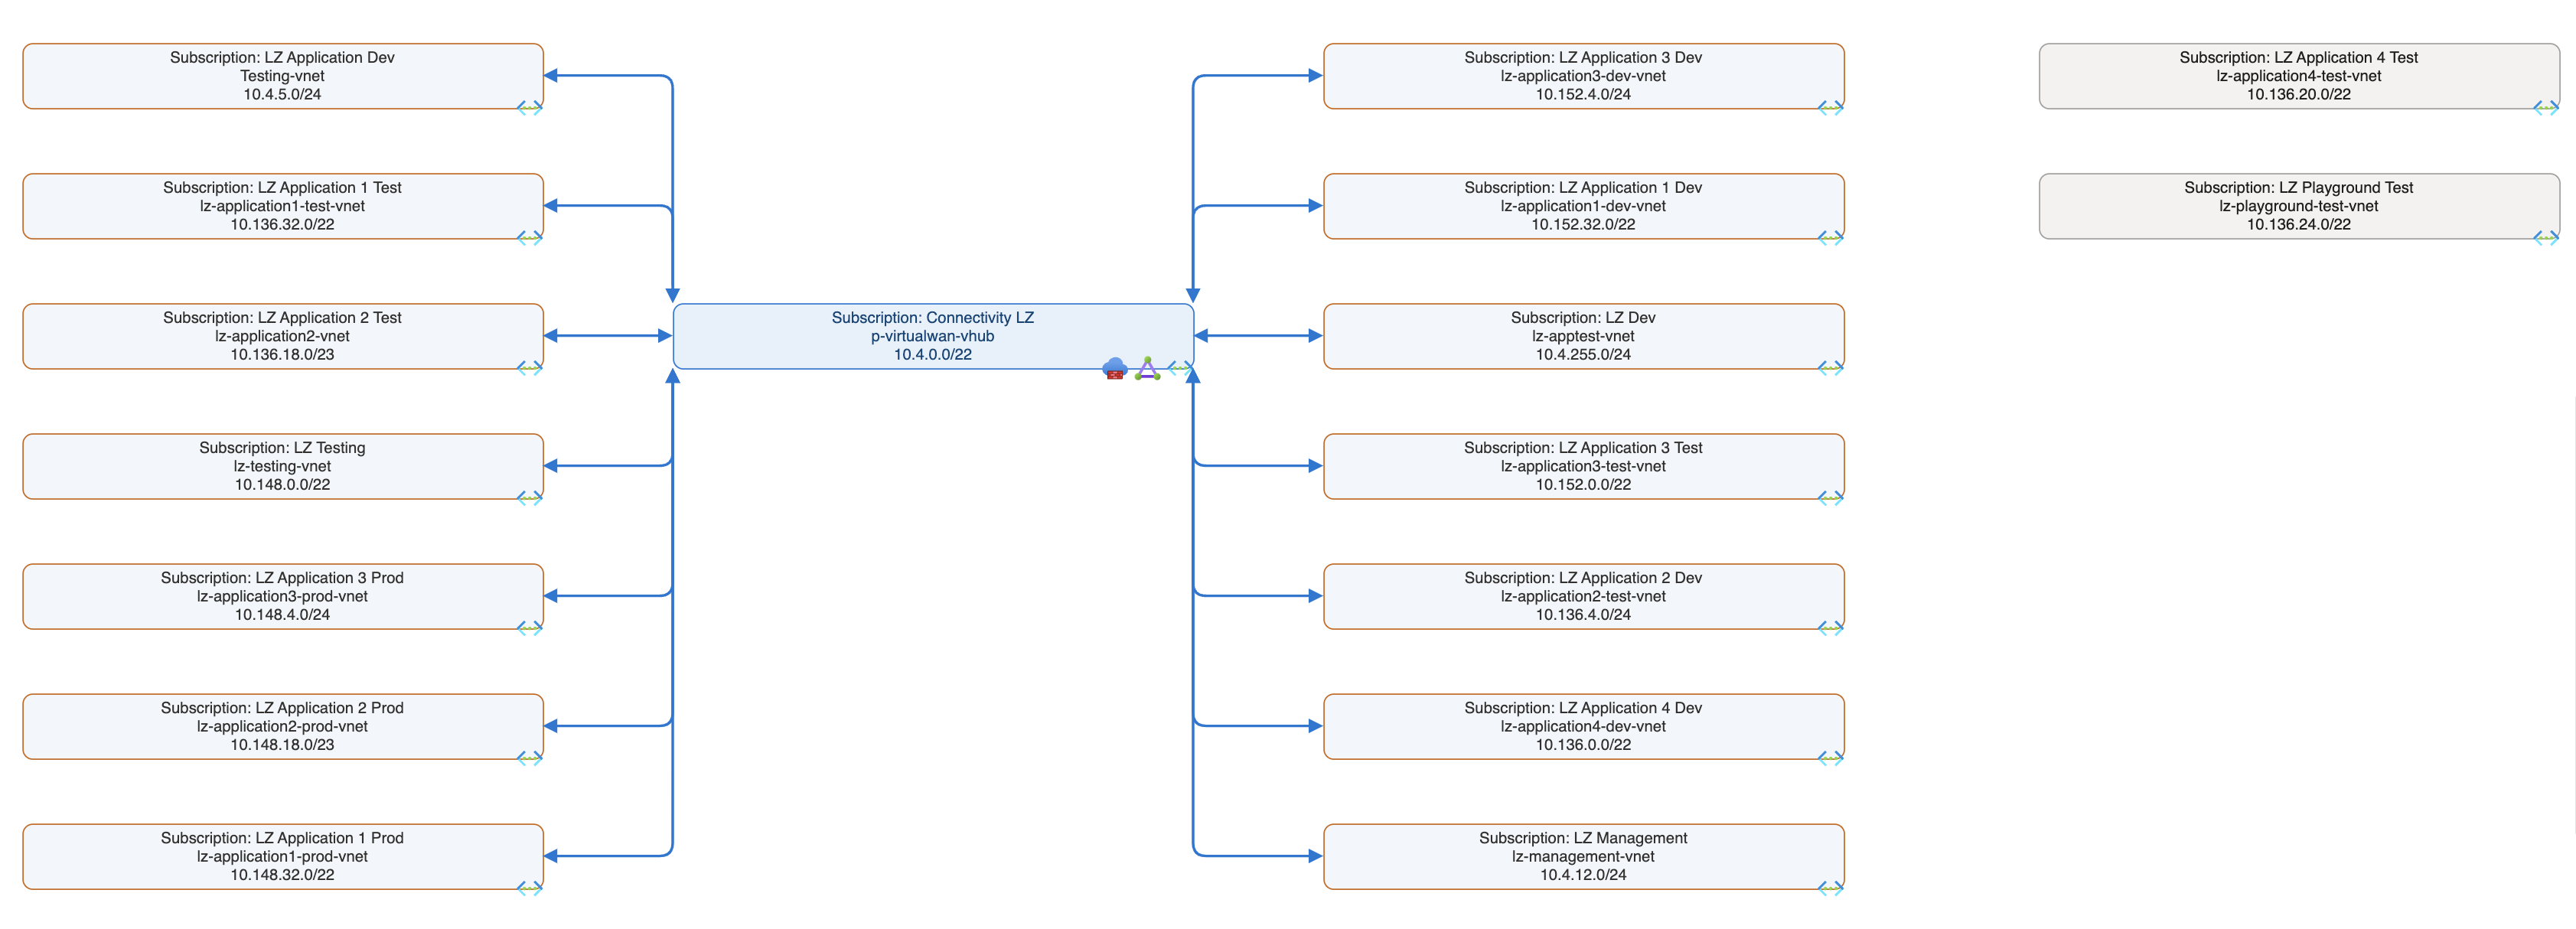 Subscription: LZ Application Dev
Testing-vnet
10.4.5.0/24
Subscription: LZ Application 1 Test
lz-application1-test-vnet
10.136.32.0/22
Subscription: LZ Application 2 Test
lz-application2-vnet
10.136.18.0/23
Subscription: LZ Testing
lz-testing-vnet
10.148.0.0/22
Subscription: LZ Application 3 Prod
lz-application3-prod-vnet
10.148.4.0/24
Subscription: LZ Application 2 Prod
lz-application2-prod-vnet
10.148.18.0/23
Subscription: LZ Application 1 Prod
lz-application1-prod-vnet
10.148.32.0/22
Subscription: Connectivity LZ
p-virtualwan-vhub
10.4.0.0/22
Subscription: LZ Application 3 Dev
lz-application3-dev-vnet
10.152.4.0/24
Subscription: LZ Application 1 Dev
lz-application1-dev-vnet
10.152.32.0/22
Subscription: LZ Dev
lz-apptest-vnet
10.4.255.0/24
Subscription: LZ Application 3 Test
lz-application3-test-vnet
10.152.0.0/22
Subscription: LZ Application 2 Dev
lz-application2-test-vnet
10.136.4.0/24
Subscription: LZ Application 4 Dev
lz-application4-dev-vnet
10.136.0.0/22
Subscription: LZ Management
lz-management-vnet
10.4.12.0/24
Subscription: LZ Application 4 Test
lz-application4-test-vnet
10.136.20.0/22
Subscription: LZ Playground Test
lz-playground-test-vnet
10.136.24.0/22